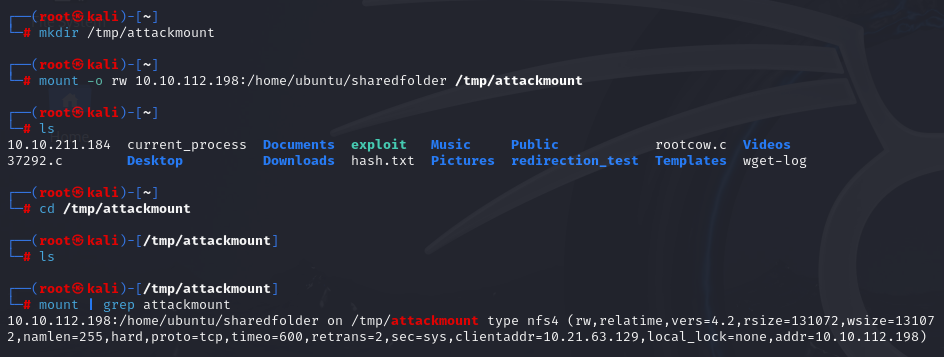 ┌──(root㉿kali)-[~]
└─# mkdir /tmp/attackmount
┌──(root㉿kali)-[~]
└─# mount -o rw 10.10.112.198:/home/ubuntu/sharedfolder /tmp/attackmount
┌──(root㉿kali)-[~]
└─# ls
10.10.211.184 current_process Documents exploit Music Public rootcow.c Videos
37292.c Desktop Downloads hash.txt Pictures redirection_test Templates wget-log
┌──(root㉿kali)-[~]
└─# cd /tmp/attackmount
┌──(root㉿kali)-[/tmp/attackmount]
└─# ls
┌──(root㉿kali)-[/tmp/attackmount]
└─# mount | grep attackmount
10.10.112.198:/home/ubuntu/sharedfolder on /tmp/attackmount type nfs4 (rw,relatime,vers=4.2,rsize=131072,wsize=13107
2,namlen=255,hard,proto=tcp,timeo=600,retrans=2,sec=sys,clientaddr=10.21.63.129,local_lock=none,addr=10.10.112.198)